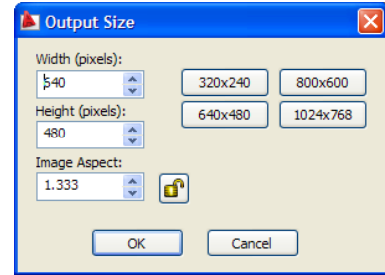 Output Size
Width (pixels):
640
320x240 800x600
Height (pixels):
480
640x480 1024x768
Image Aspect:
1.333
OK Cancel